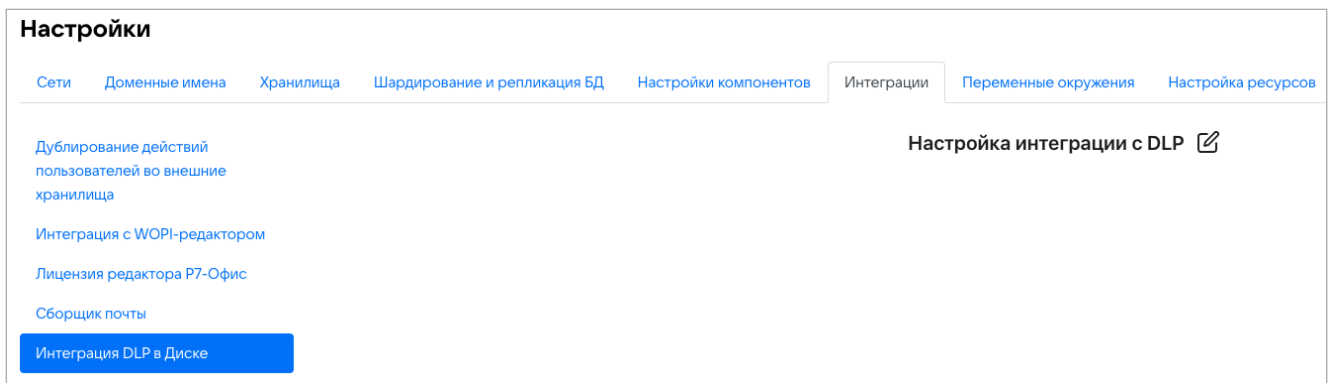 Настройки
Сети Доменные имена Хранилища Шардирование и репликация БД Настройки компонентов Интеграции Переменные окружения Настройка ресурсов
Настройка интеграции с DLP
Дублирование действий
пользователей во внешние
хранилища
Интеграция с WOPI-редактором
Лицензия редактора Р7-Офис
Сборщик почты
Интеграция DLP в Диске